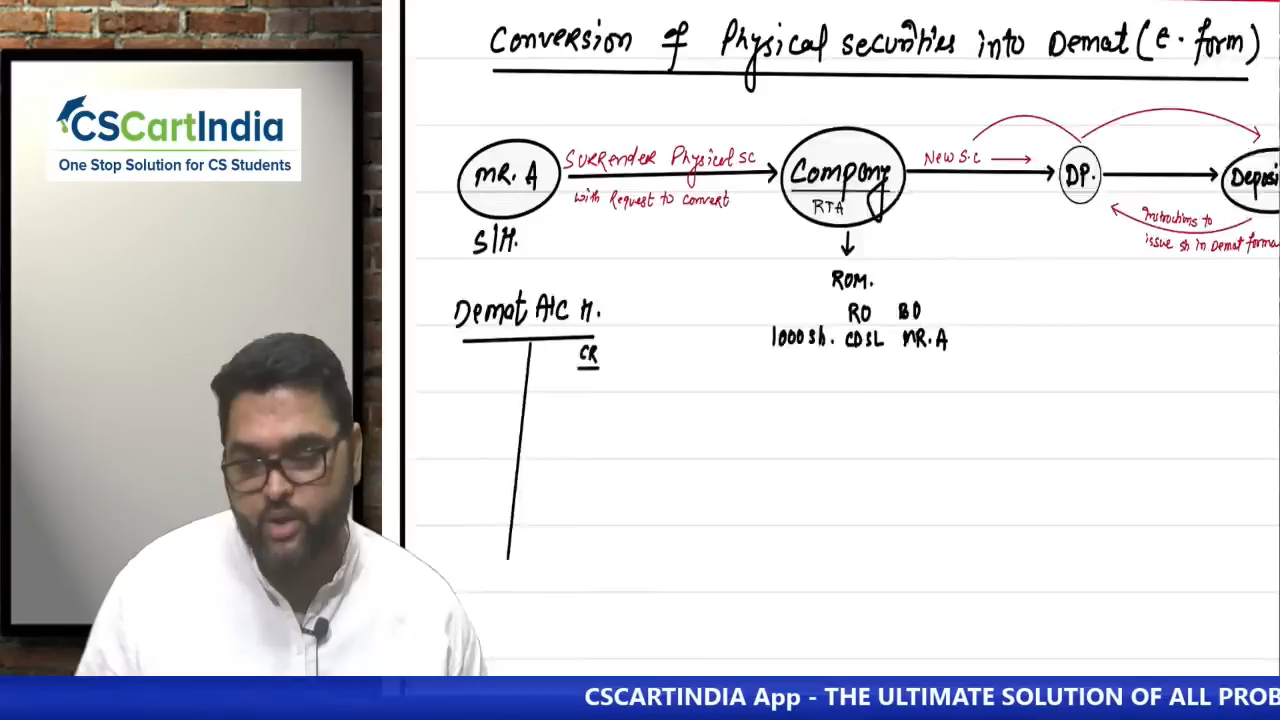 Conversion of Physical securities into Demat (e. form)
CSCartIndia
One Stop Solution for CS Students
MR. A
Surrender Physical SC
with Request to convert
Company
RTA
New S.C
DP.
Deposi
Instructions to
issue sh in Demat forma
S/H.
ROM.
RO BO
1000 sh. CDSL MR. A
Demat A/C H.
CR
CSCARTINDIA App - THE ULTIMATE SOLUTION OF ALL PROB